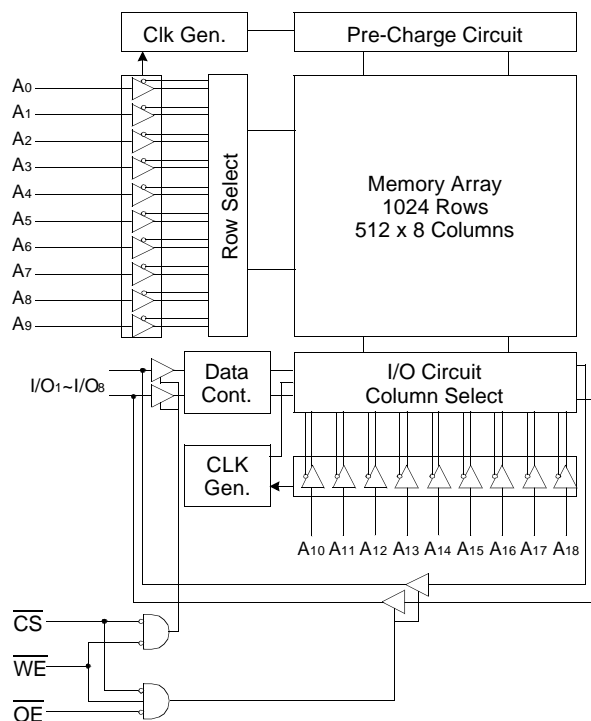 Clk Gen.
Pre-Charge Circuit
A0
A1
A2
A3
A4
A5
A6
A7
A8
A9
Row Select
Memory Array
1024 Rows
512 x 8 Columns
I/O1~I/O8
Data
Cont.
I/O Circuit
Column Select
CLK
Gen.
A10 A11 A12 A13 A14 A15 A16 A17 A18
CS
WE
OE